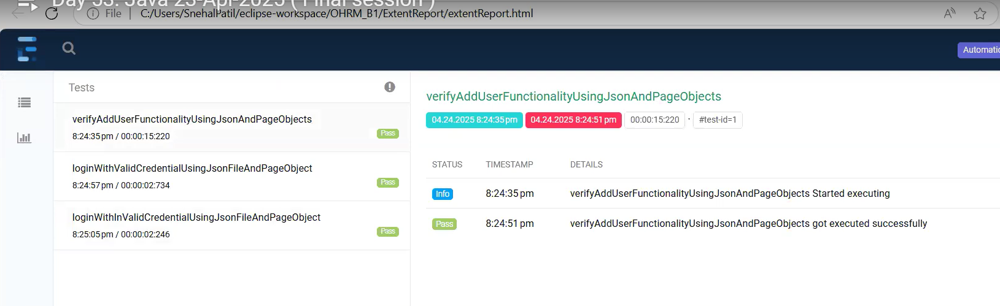 Day 53: Java 23-Apr-2025 ( Final session )
File | C:/Users/SnehalPatil/eclipse-workspace/OHRM_B1/ExtentReport/extentReport.html
Tests
verifyAddUserFunctionalityUsingJsonAndPageObjects
8:24:35 pm / 00:00:15:220
Pass
loginWithValidCredentialUsingJsonFileAndPageObject
8:24:57 pm / 00:00:02:734
Pass
loginWithInValidCredentialUsingJsonFileAndPageObject
8:25:05 pm / 00:00:02:246
Pass
verifyAddUserFunctionalityUsingJsonAndPageObjects
04.24.2025 8:24:35 pm 04.24.2025 8:24:51 pm 00:00:15:220 · #test-id=1
STATUS TIMESTAMP DETAILS
Info 8:24:35 pm verifyAddUserFunctionalityUsingJsonAndPageObjects Started executing
Pass 8:24:51 pm verifyAddUserFunctionalityUsingJsonAndPageObjects got executed successfully